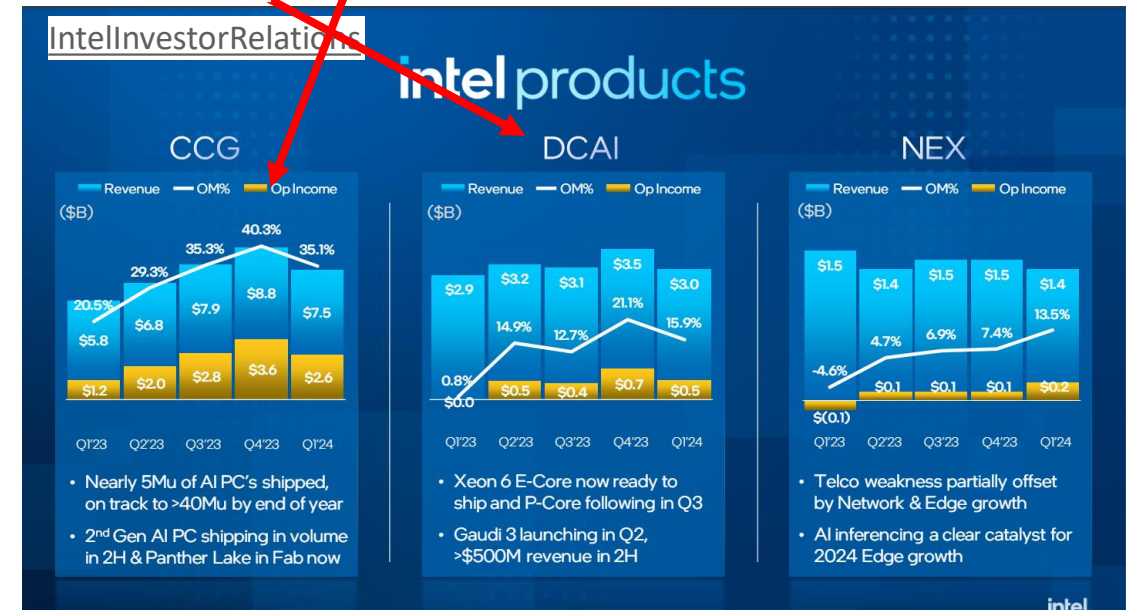 IntelInvestorRelations
intel products
CCG
Revenue OM% Op Income
($B)
40.3%
35.3%
35.1%
29.3%
20.5%
$8.8
$7.9
$7.5
$6.8
$5.8
$3.6
$2.8
$2.6
$2.0
$1.2
Q1'23 Q2'23 Q3'23 Q4'23 Q1'24
• Nearly 5Mu of AI PC's shipped,
on track to >40Mu by end of year
• 2nd Gen AI PC shipping in volume
in 2H & Panther Lake in Fab now
DCAI
Revenue OM% Op Income
($B)
$3.5
$3.2
$3.1
$3.0
$2.9
21.1%
14.9%
12.7%
15.9%
0.8%
$0.7
$0.5
$0.4
$0.5
$0.0
Q1'23 Q2'23 Q3'23 Q4'23 Q1'24
• Xeon 6 E-Core now ready to
ship and P-Core following in Q3
• Gaudi 3 launching in Q2,
>$500M revenue in 2H
NEX
Revenue OM% Op Income
($B)
$1.5
$1.4
$1.5
$1.5
$1.4
13.5%
7.4%
6.9%
4.7%
-4.6%
$0.1
$0.1
$0.1
$0.2
$(0.1)
Q1'23 Q2'23 Q3'23 Q4'23 Q1'24
• Telco weakness partially offset
by Network & Edge growth
• AI inferencing a clear catalyst for
2024 Edge growth
intel